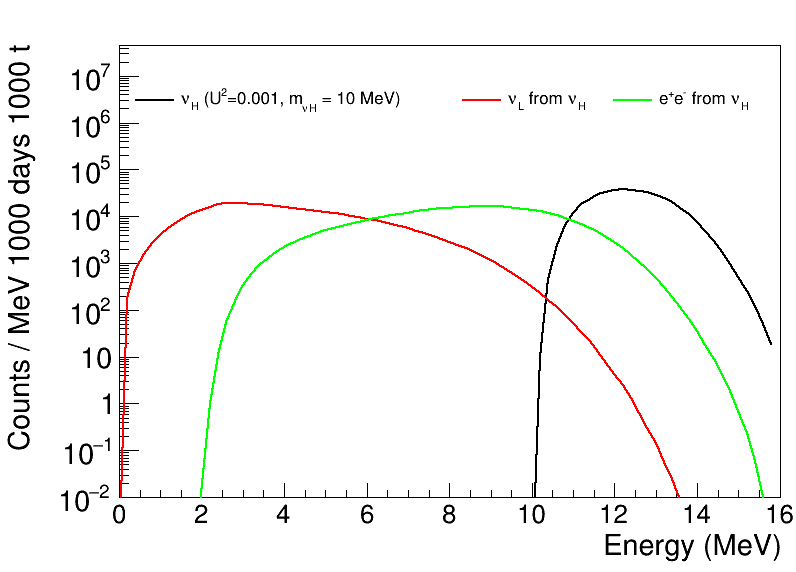 Counts / MeV 1000 days 1000 t
10⁷
10⁶
10⁵
10⁴
10³
10²
10
1
10⁻¹
10⁻²
ν_H (U²=0.001, m_νH = 10 MeV)
ν_L from ν_H
e⁺e⁻ from ν_H
0 2 4 6 8 10 12 14 16
Energy (MeV)